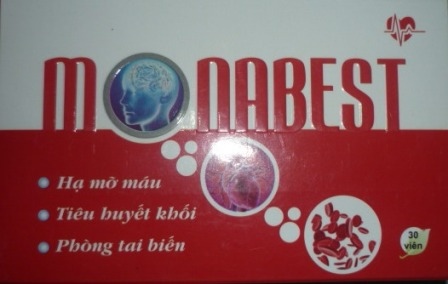 MONABEST
Hạ mỡ máu
Tiêu huyết khối
Phòng tai biến
30
viên